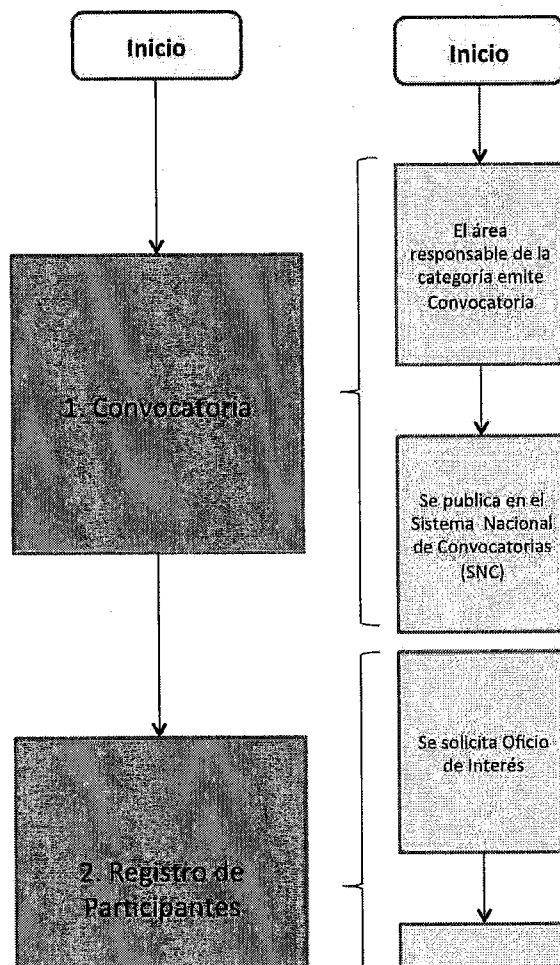 Inicio
1. Convocatoria
2. Registro de
Participantes
Inicio
El área
responsable de la
categoría emite
Convocatoria
Se publica en el
Sistema Nacional
de Convocatorias
(SNC)
Se solicita Oficio
de Interés